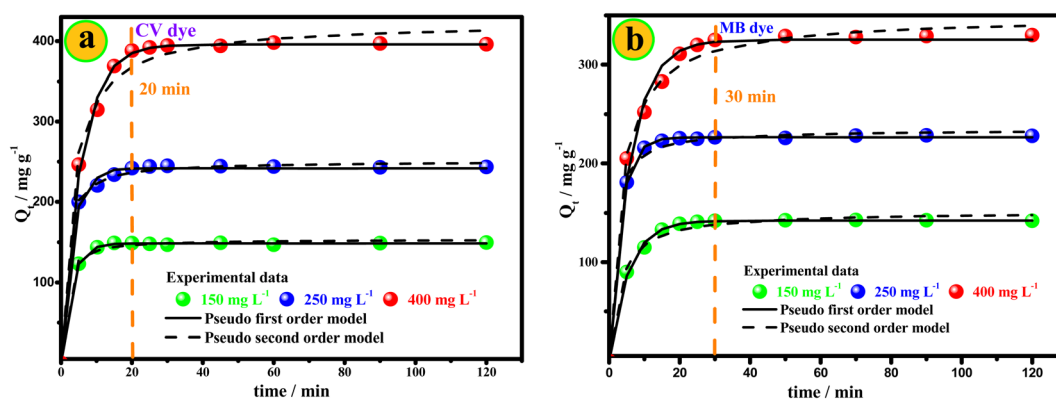 a
CV dye
20 min
Q_t / mg g⁻¹
400
300
200
100
0
Experimental data
150 mg L⁻¹ 250 mg L⁻¹ 400 mg L⁻¹
Pseudo first order model
Pseudo second order model
0 20 40 60 80 100 120
time / min
b
MB dye
30 min
Q_t / mg g⁻¹
300
200
100
0
Experimental data
150 mg L⁻¹ 250 mg L⁻¹ 400 mg L⁻¹
Pseudo first order model
Pseudo second order model
0 20 40 60 80 100 120
time / min